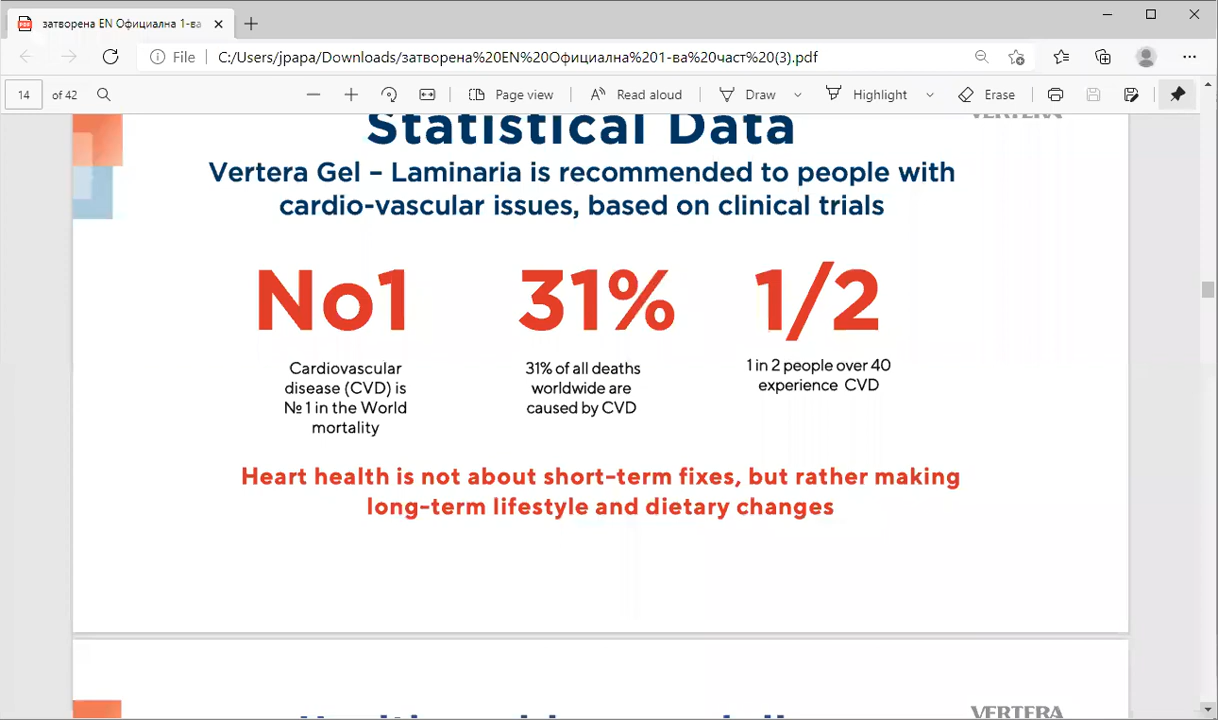 затворена EN Официална 1-ва
File
C:/Users/jpapa/Downloads/затворена%20EN%20Официална%201-ва%20част%20(3).pdf
14 of 42
Page view
Read aloud
Draw
Highlight
Erase
VERTERA
Statistical Data
Vertera Gel – Laminaria is recommended to people with
cardio-vascular issues, based on clinical trials
No1
Cardiovascular
disease (CVD) is
№ 1 in the World
mortality
31%
31% of all deaths
worldwide are
caused by CVD
1/2
1 in 2 people over 40
experience CVD
Heart health is not about short-term fixes, but rather making
long-term lifestyle and dietary changes
VERTERA